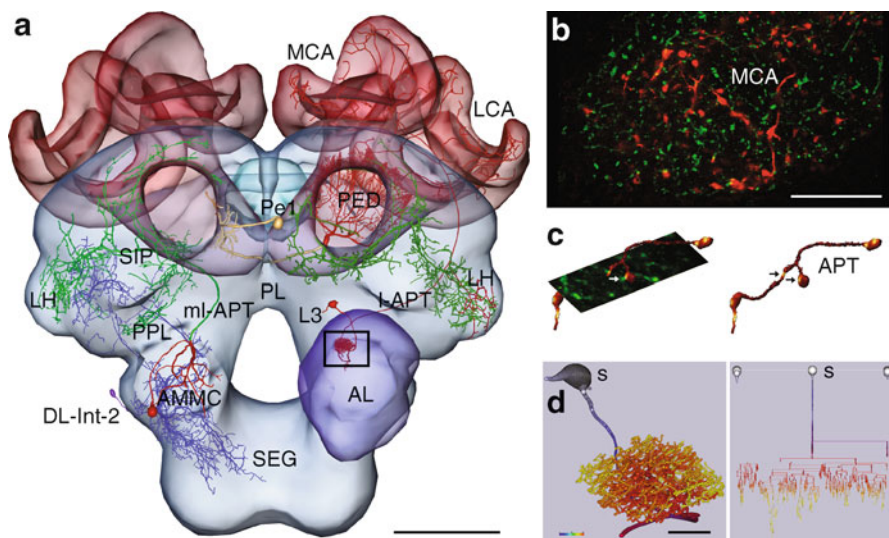 a
MCA
LCA
Pe1
PED
SIP
LH
LH
PL
PPL
ml-APT
l-APT
L3
AMMC
AL
DL-Int-2
SEG
b
MCA
c
APT
d
S
S